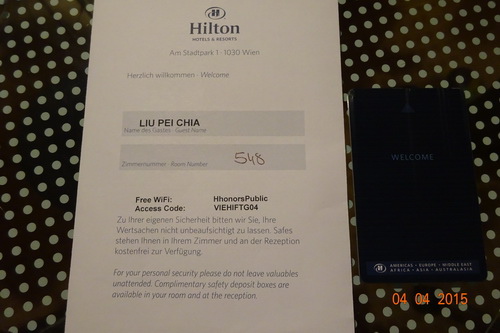 Hilton
HOTELS & RESORTS
Am Stadtpark 1 - 1030 Wien
Herzlich willkommen - Welcome
LIU PEI CHIA
Name des Gastes - Guest Name
Zimmernummer - Room Number
548
Free WiFi: HhonorsPublic
Access Code: VIEHIFTG04
Zu Ihrer eigenen Sicherheit bitten wir Sie, Ihre
Wertsachen nicht unbeaufsichtigt zu lassen. Safes
stehen Ihnen in Ihrem Zimmer und an der Rezeption
kostenfrei zur Verfügung.
For your personal security please do not leave valuables
unattended. Complimentary safety deposit boxes are
available in your room and at the reception.
WELCOME
AMERICAS • EUROPE • MIDDLE EAST
AFRICA • ASIA • AUSTRALASIA
04 04 2015